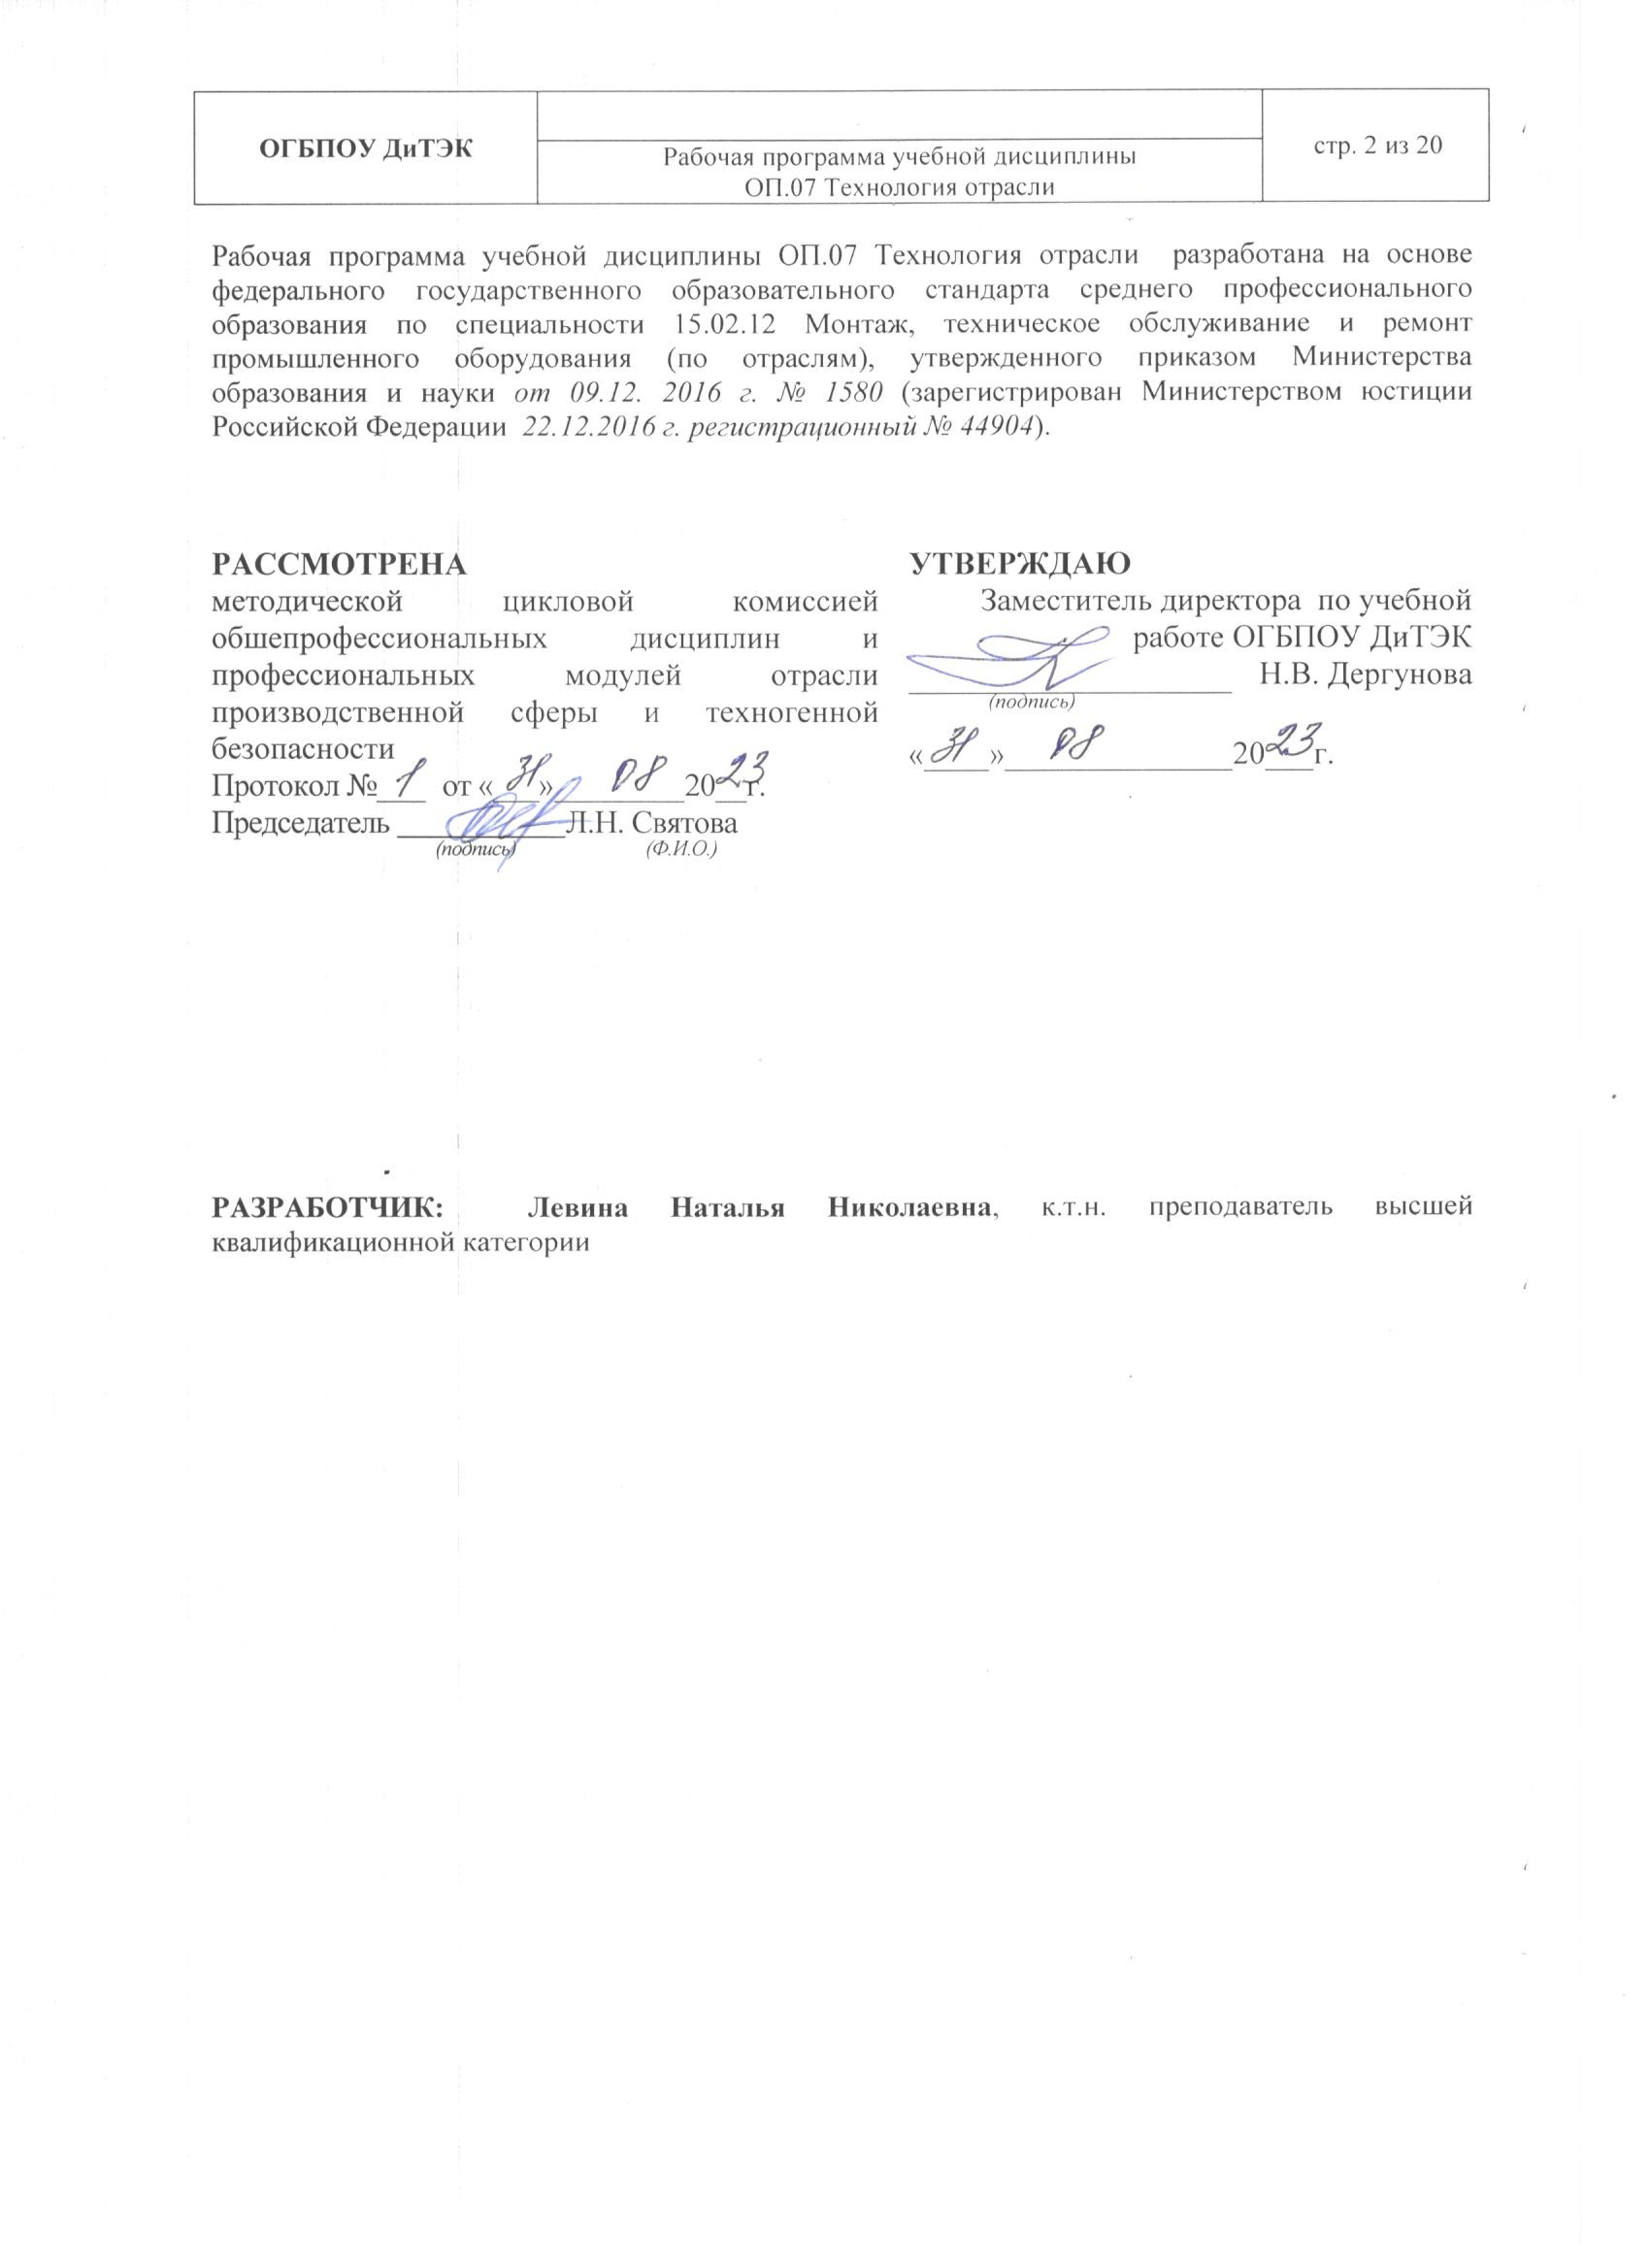 ОГБПОУ ДиТЭК
Рабочая программа учебной дисциплины
ОП.07 Технология отрасли
стр. 2 из 20
Рабочая программа учебной дисциплины ОП.07 Технология отрасли разработана на основе
федерального государственного образовательного стандарта среднего профессионального
образования по специальности 15.02.12 Монтаж, техническое обслуживание и ремонт
промышленного оборудования (по отраслям), утвержденного приказом Министерства
образования и науки от 09.12. 2016 г. № 1580 (зарегистрирован Министерством юстиции
Российской Федерации 22.12.2016 г. регистрационный № 44904).
РАССМОТРЕНА
методической цикловой комиссией
обшепрофессиональных дисциплин и
профессиональных модулей отрасли
производственной сферы и техногенной
безопасности
Протокол № 1 от « 31 » 08 2023 г.
Председатель Л.Н. Святова
(подпись) (Ф.И.О.)
УТВЕРЖДАЮ
Заместитель директора по учебной
работе ОГБПОУ ДиТЭК
Н.В. Дергунова
(подпись)
« 31 » 08 2023 г.
РАЗРАБОТЧИК: Левина Наталья Николаевна, к.т.н. преподаватель высшей
квалификационной категории